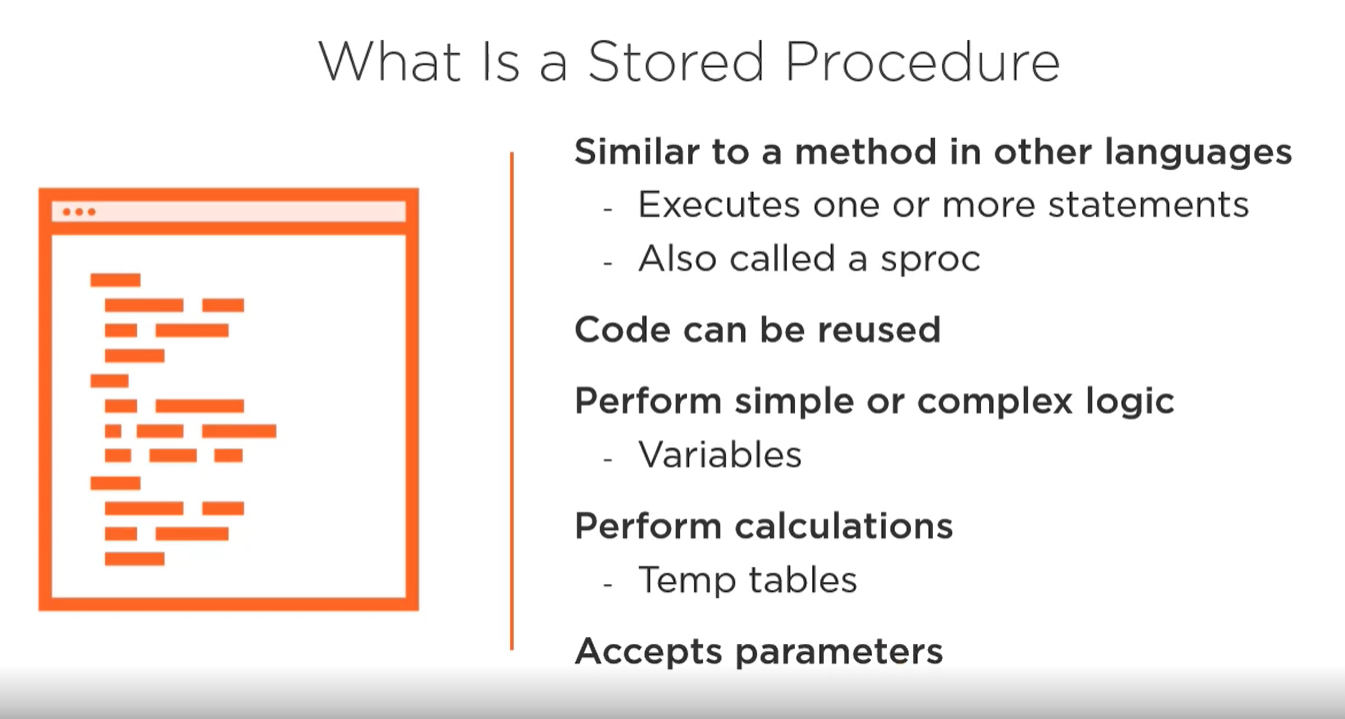 What Is a Stored Procedure
Similar to a method in other languages
- Executes one or more statements
- Also called a sproc
Code can be reused
Perform simple or complex logic
- Variables
Perform calculations
- Temp tables
Accepts parameters